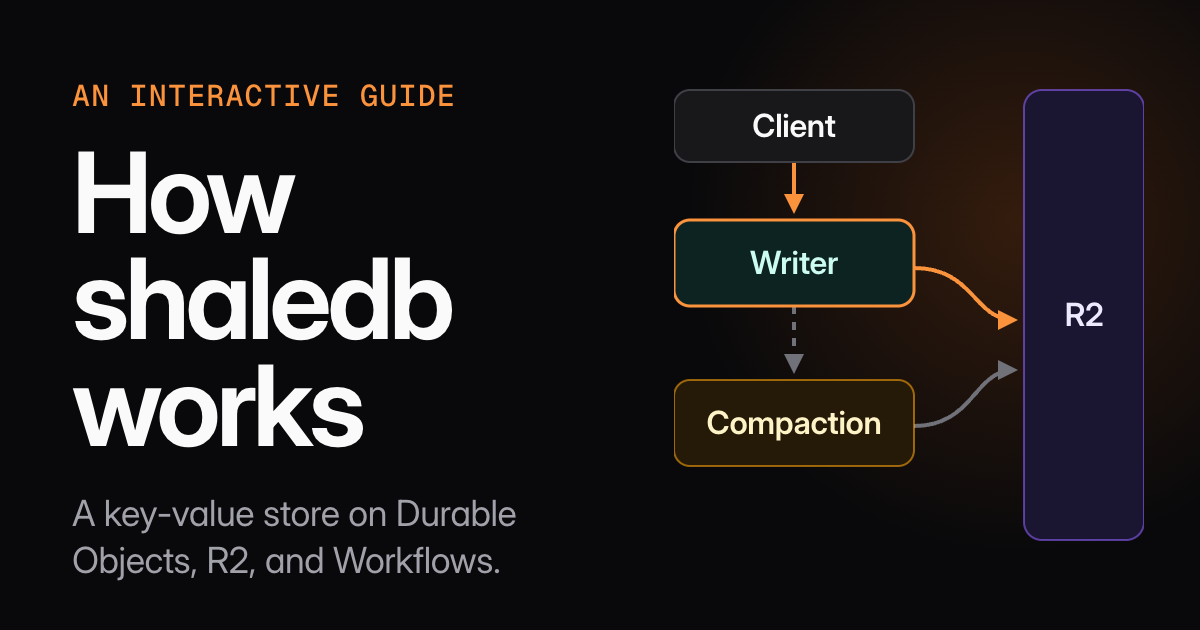 AN INTERACTIVE GUIDE
How
shaledb
works
A key-value store on Durable
Objects, R2, and Workflows.
Client
Writer
Compaction
R2